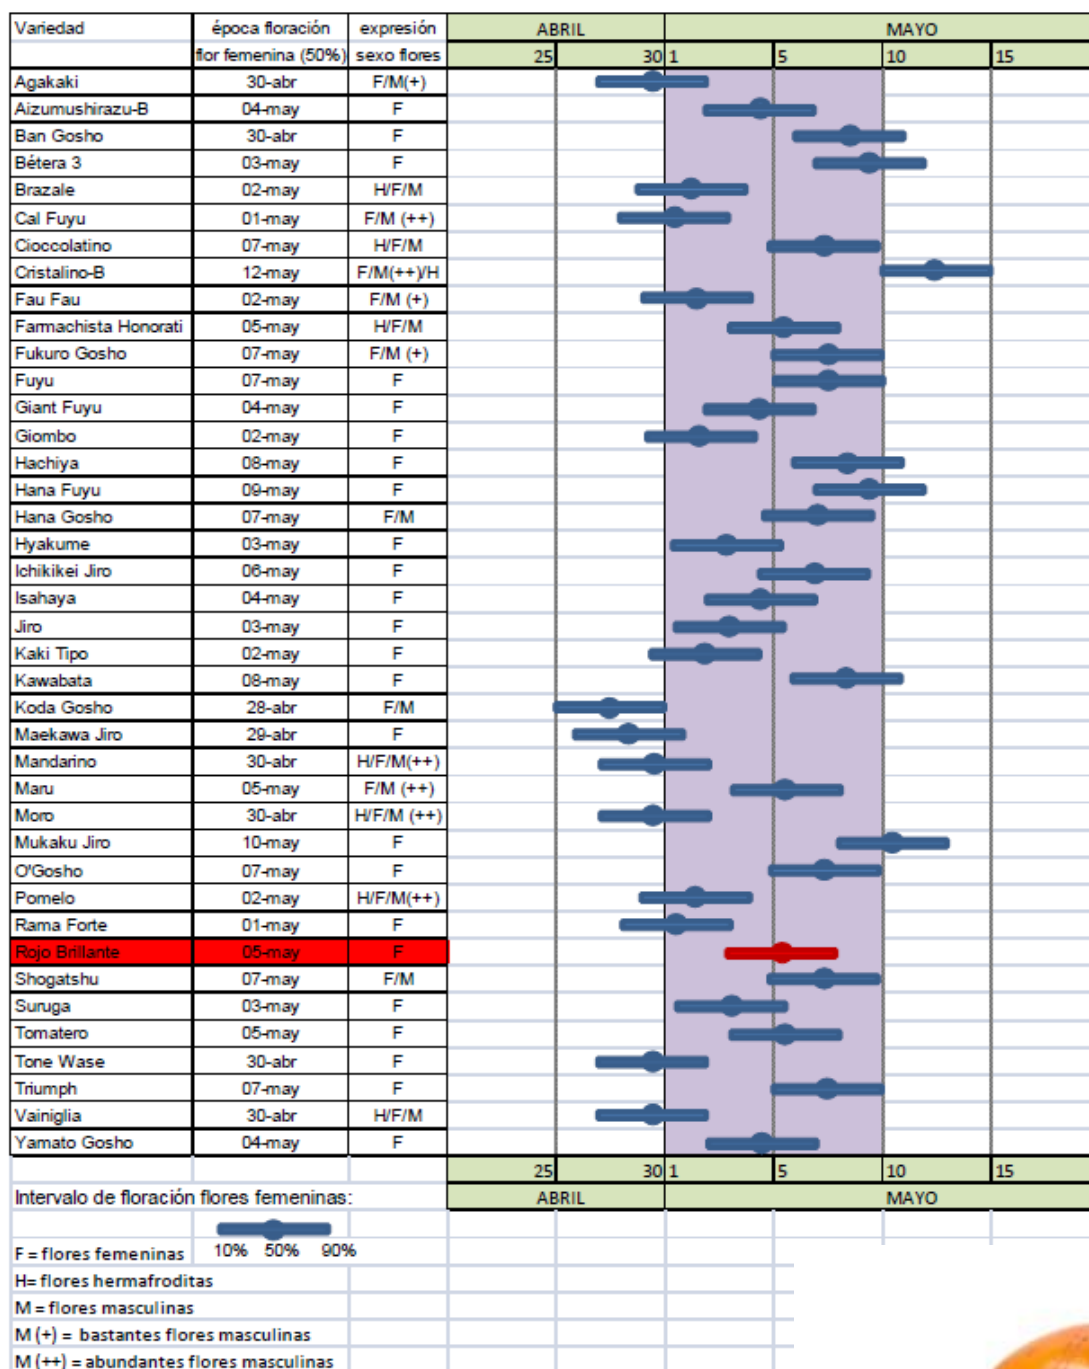 Variedad época floración expresión ABRIL MAYO
flor femenina (50%) sexo flores 25 30 1 5 10 15
Agakaki 30-abr F/M(+)
Aizumushirazu-B 04-may F
Ban Gosho 30-abr F
Bétera 3 03-may F
Brazale 02-may H/F/M
Cal Fuyu 01-may F/M (++)
Cioccolatino 07-may H/F/M
Cristalino-B 12-may F/M(++)/H
Fau Fau 02-may F/M (+)
Farmachista Honorati 05-may H/F/M
Fukuro Gosho 07-may F/M (+)
Fuyu 07-may F
Giant Fuyu 04-may F
Giombo 02-may F
Hachiya 08-may F
Hana Fuyu 09-may F
Hana Gosho 07-may F/M
Hyakume 03-may F
Ichikikei Jiro 06-may F
Isahaya 04-may F
Jiro 03-may F
Kaki Tipo 02-may F
Kawabata 08-may F
Koda Gosho 28-abr F/M
Maekawa Jiro 29-abr F
Mandarino 30-abr H/F/M(++)
Maru 05-may F/M (++)
Moro 30-abr H/F/M (++)
Mukaku Jiro 10-may F
O'Gosho 07-may F
Pomelo 02-may H/F/M(++)
Rama Forte 01-may F
Rojo Brillante 05-may F
Shogatshu 07-may F/M
Suruga 03-may F
Tomatero 05-may F
Tone Wase 30-abr F
Triumph 07-may F
Vainiglia 30-abr H/F/M
Yamato Gosho 04-may F
25 30 1 5 10 15
Intervalo de floración flores femeninas: ABRIL MAYO
F = flores femeninas 10% 50% 90%
H= flores hermafroditas
M = flores masculinas
M (+) = bastantes flores masculinas
M (++) = abundantes flores masculinas